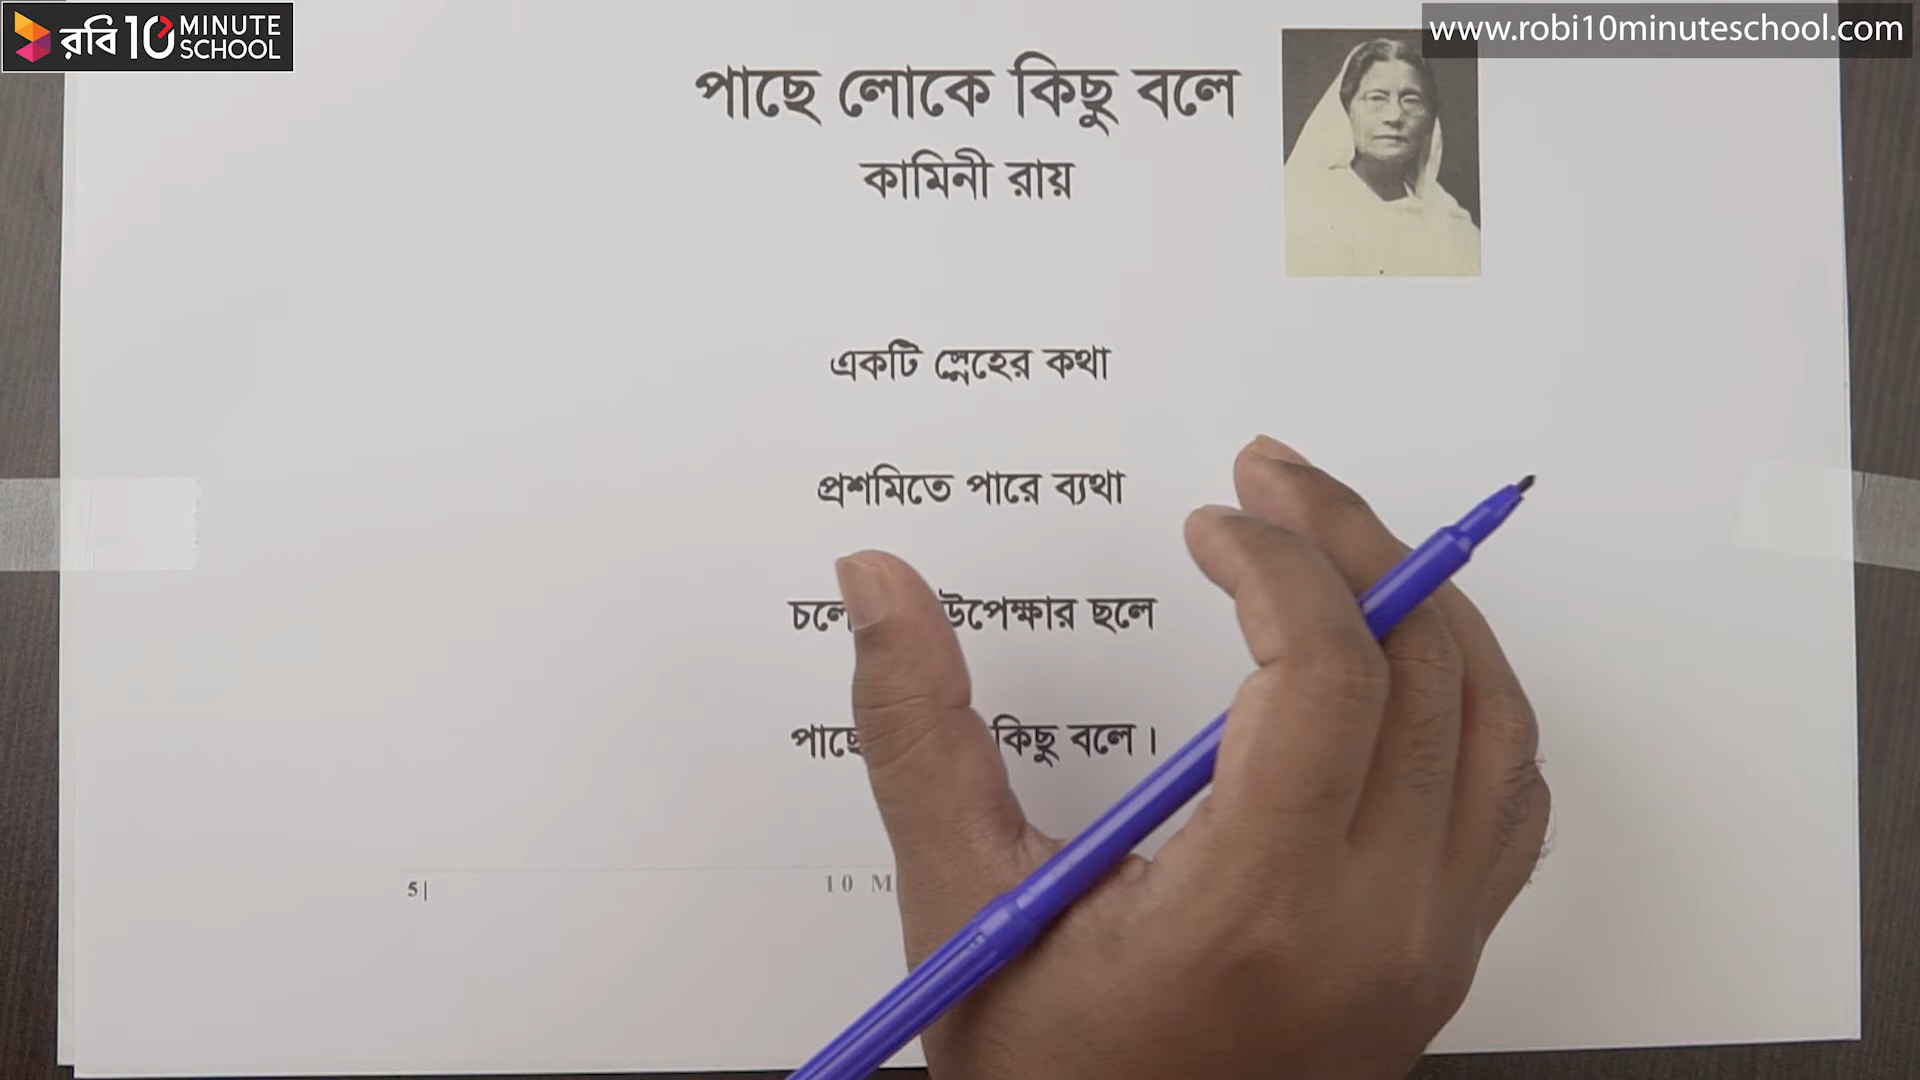 রবি 10 MINUTE SCHOOL
www.robi10minuteschool.com
পাছে লোকে কিছু বলে
কামিনী রায়
একটি স্নেহের কথা
প্রশমিতে পারে ব্যথা
চলে উপেক্ষার ছলে
পাছে কিছু বলে।
5|
10 M